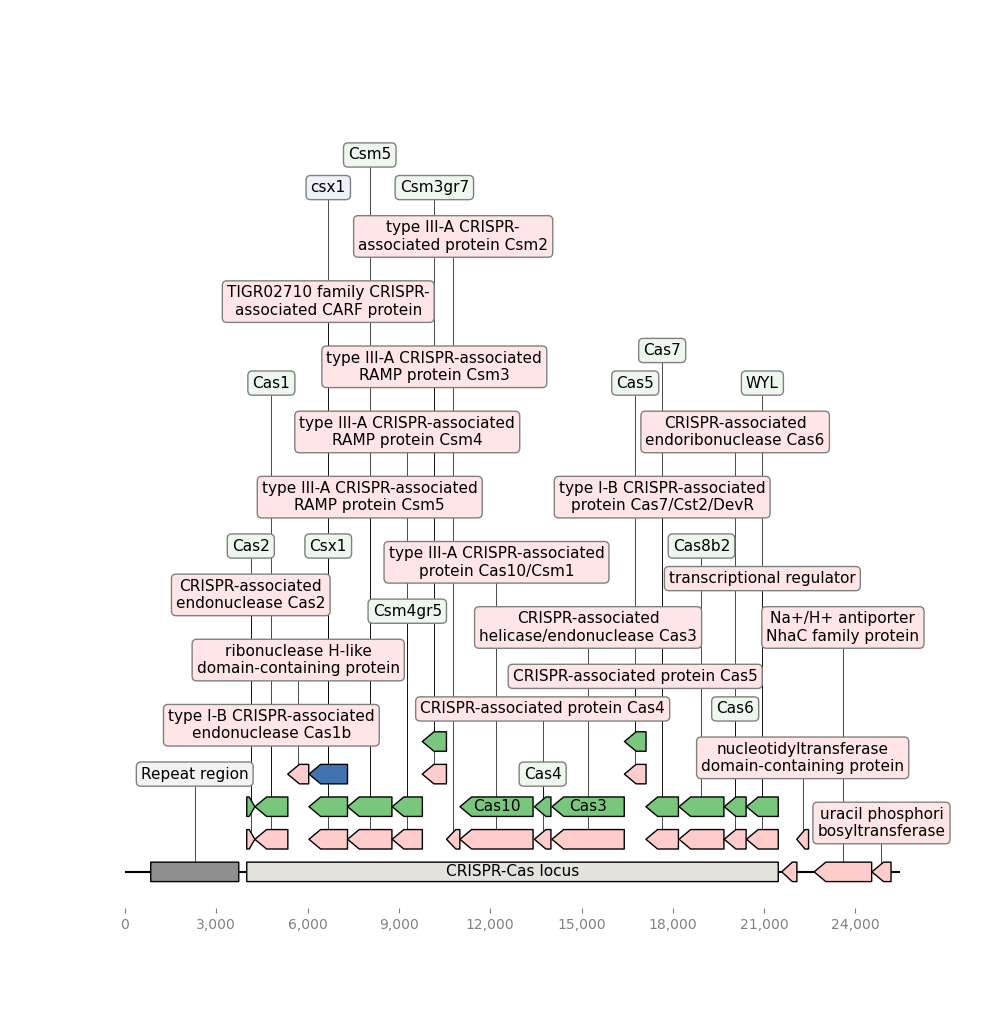 Csm5
csx1
Csm3gr7
type III-A CRISPR-
associated protein Csm2
TIGR02710 family CRISPR-
associated CARF protein
Cas7
type III-A CRISPR-associated
RAMP protein Csm3
Cas1
Cas5
WYL
type III-A CRISPR-associated
RAMP protein Csm4
CRISPR-associated
endoribonuclease Cas6
type III-A CRISPR-associated
RAMP protein Csm5
type I-B CRISPR-associated
protein Cas7/Cst2/DevR
Cas2
Csx1
Cas8b2
type III-A CRISPR-associated
protein Cas10/Csm1
transcriptional regulator
CRISPR-associated
endonuclease Cas2
Csm4gr5
CRISPR-associated
helicase/endonuclease Cas3
Na+/H+ antiporter
NhaC family protein
ribonuclease H-like
domain-containing protein
CRISPR-associated protein Cas5
CRISPR-associated protein Cas4
Cas6
type I-B CRISPR-associated
endonuclease Cas1b
nucleotidyltransferase
domain-containing protein
Repeat region
Cas4
Cas10
Cas3
uracil phosphori
bosyltransferase
CRISPR-Cas locus
0
3,000
6,000
9,000
12,000
15,000
18,000
21,000
24,000